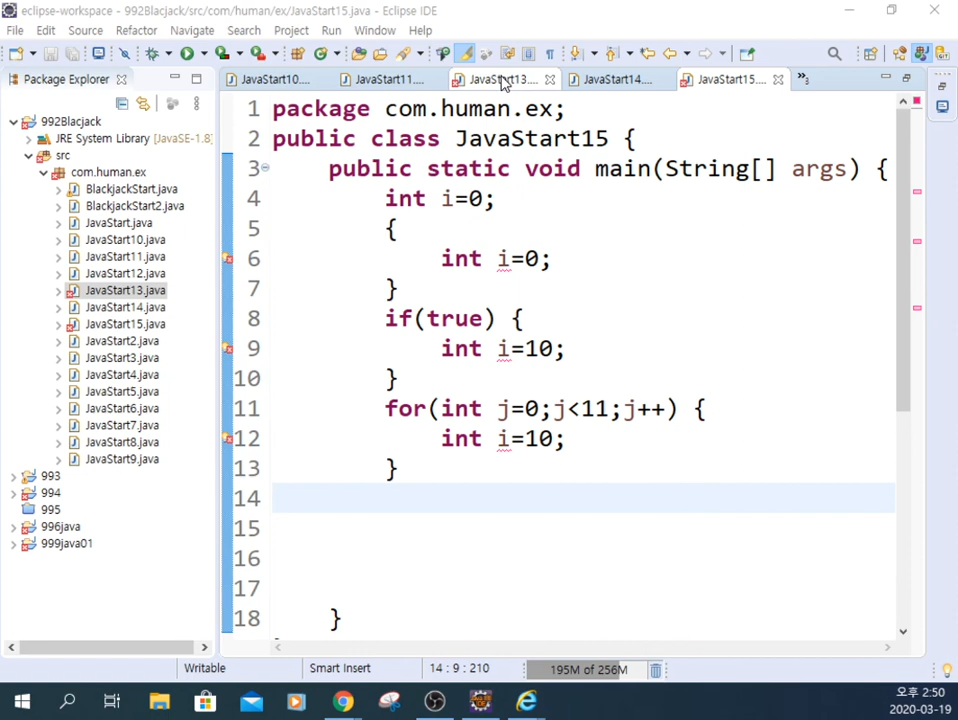 eclipse-workspace - 992Blacjack/src/com/human/ex/JavaStart15.java - Eclipse IDE
File Edit Source Refactor Navigate Search Project Run Window Help
Package Explorer
JavaStart10.... JavaStart11.... JavaStart13.... JavaStart14.... JavaStart15.... »3
992Blacjack
JRE System Library [JavaSE-1.8]
src
com.human.ex
BlackjackStart.java
BlackjackStart2.java
JavaStart.java
JavaStart10.java
JavaStart11.java
JavaStart12.java
JavaStart13.java
JavaStart14.java
JavaStart15.java
JavaStart2.java
JavaStart3.java
JavaStart4.java
JavaStart5.java
JavaStart6.java
JavaStart7.java
JavaStart8.java
JavaStart9.java
993
994
995
996java
999java01
1 package com.human.ex;
2 public class JavaStart15 {
3 public static void main(String[] args) {
4 int i=0;
5 {
6 int i=0;
7 }
8 if(true) {
9 int i=10;
10 }
11 for(int j=0;j<11;j++) {
12 int i=10;
13 }
14
15
16
17
18 }
Writable Smart Insert 14 : 9 : 210 195M of 256M
오후 2:50
2020-03-19